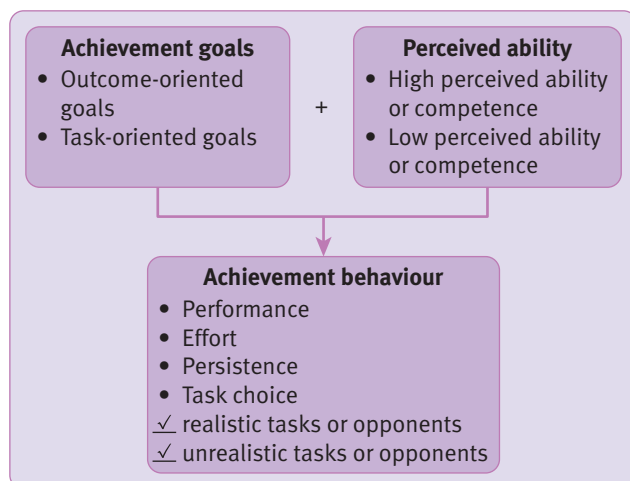 Achievement goals
• Outcome-oriented
goals
• Task-oriented goals
+
Perceived ability
• High perceived ability
or competence
• Low perceived ability
or competence
Achievement behaviour
• Performance
• Effort
• Persistence
• Task choice
✓ realistic tasks or opponents
✓ unrealistic tasks or opponents